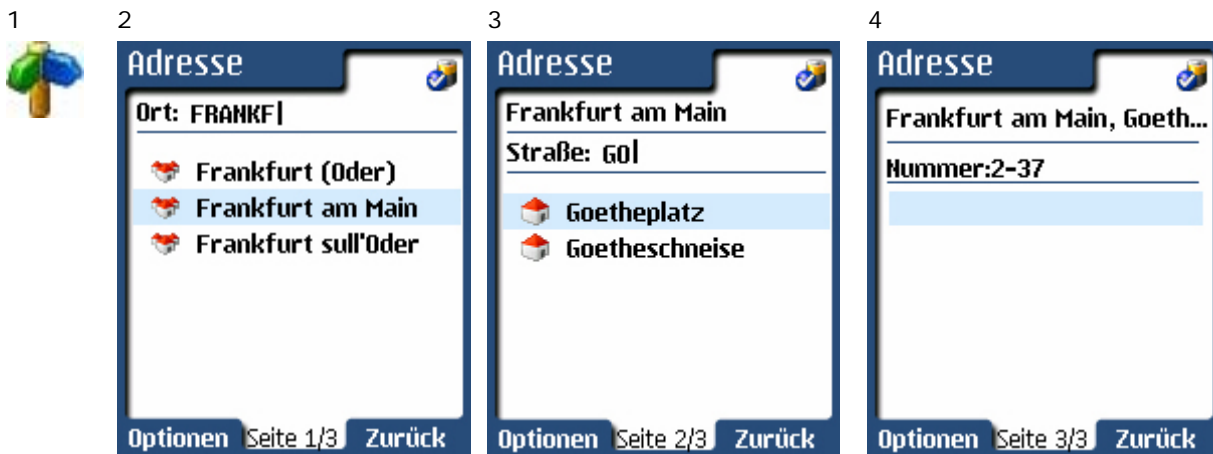 1
2
3
4
Adresse
Ort: FRANKF
Frankfurt (Oder)
Frankfurt am Main
Frankfurt sull'Oder
Optionen Seite 1/3 Zurück
Adresse
Frankfurt am Main
Straße: GO
Goetheplatz
Goetheschneise
Optionen Seite 2/3 Zurück
Adresse
Frankfurt am Main, Goeth...
Nummer:2-37
Optionen Seite 3/3 Zurück